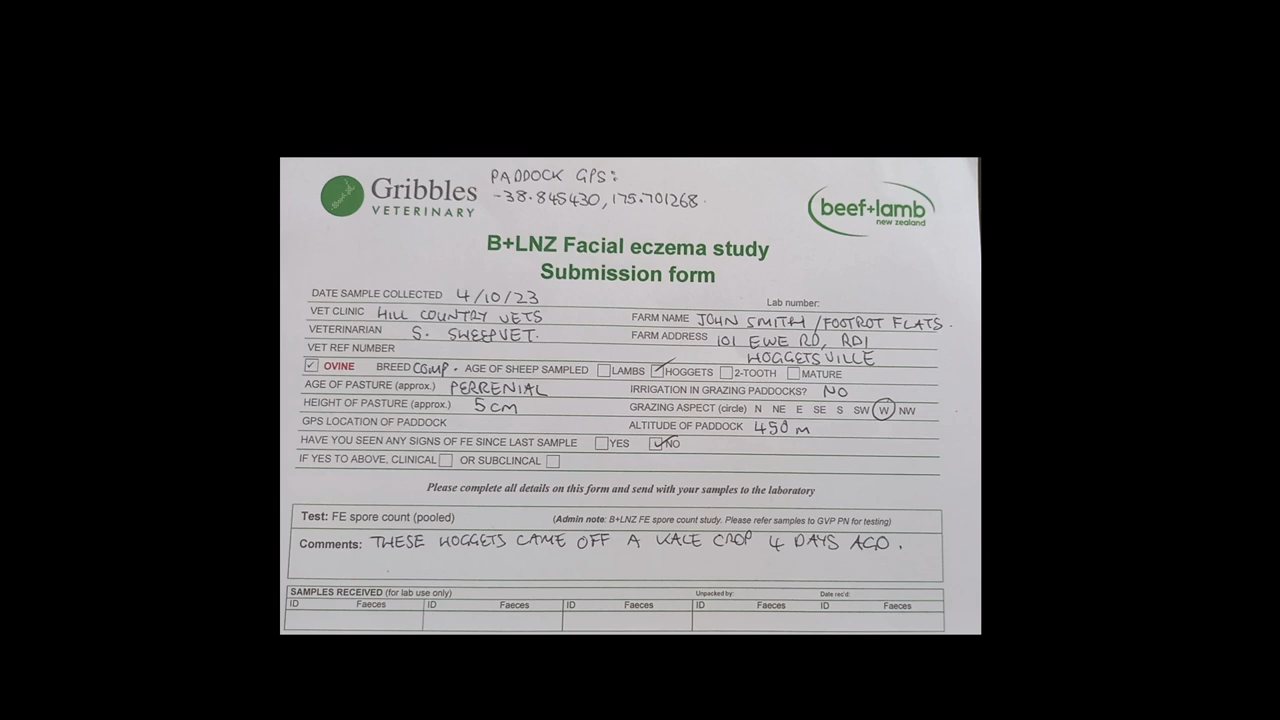 Gribbles
VETERINARY
PADDOCK GPS:
-38.845430, 175.701268.
beef+lamb
new zealand
B+LNZ Facial eczema study
Submission form
DATE SAMPLE COLLECTED 4/10/23
Lab number:
VET CLINIC HILL COUNTRY VETS
FARM NAME JOHN SMITH / FOOTROT FLATS.
VETERINARIAN S. SHEEPVET.
FARM ADDRESS 101 EWE RD, RD1
VET REF NUMBER
HOGGETSVILLE
OVINE BREED COMP. AGE OF SHEEP SAMPLED LAMBS HOGGETS 2-TOOTH MATURE
AGE OF PASTURE (approx.) PERRENIAL
IRRIGATION IN GRAZING PADDOCKS? NO
HEIGHT OF PASTURE (approx.) 5cm
GRAZING ASPECT (circle) N NE E SE S SW W NW
GPS LOCATION OF PADDOCK
ALTITUDE OF PADDOCK 450 m
HAVE YOU SEEN ANY SIGNS OF FE SINCE LAST SAMPLE YES NO
IF YES TO ABOVE, CLINICAL OR SUBCLINCAL
Please complete all details on this form and send with your samples to the laboratory
Test: FE spore count (pooled)
(Admin note: B+LNZ FE spore count study. Please refer samples to GVP PN for testing)
Comments: THESE HOGGETS CAME OFF A KALE CROP 4 DAYS AGO.
SAMPLES RECEIVED (for lab use only)
Unpacked by:
Date rec'd:
ID Faeces ID Faeces ID Faeces ID Faeces ID Faeces